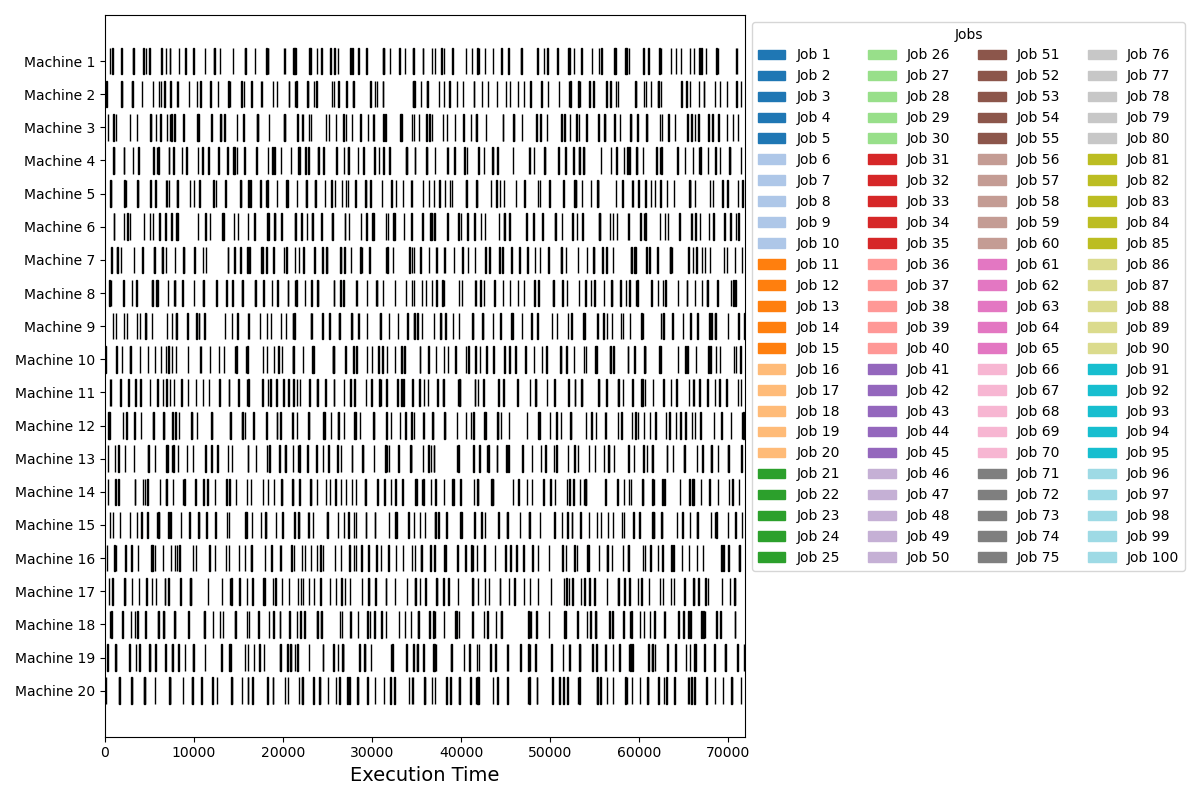 Machine 1
Machine 2
Machine 3
Machine 4
Machine 5
Machine 6
Machine 7
Machine 8
Machine 9
Machine 10
Machine 11
Machine 12
Machine 13
Machine 14
Machine 15
Machine 16
Machine 17
Machine 18
Machine 19
Machine 20
0 10000 20000 30000 40000 50000 60000 70000
Execution Time
Jobs
Job 1 Job 26 Job 51 Job 76
Job 2 Job 27 Job 52 Job 77
Job 3 Job 28 Job 53 Job 78
Job 4 Job 29 Job 54 Job 79
Job 5 Job 30 Job 55 Job 80
Job 6 Job 31 Job 56 Job 81
Job 7 Job 32 Job 57 Job 82
Job 8 Job 33 Job 58 Job 83
Job 9 Job 34 Job 59 Job 84
Job 10 Job 35 Job 60 Job 85
Job 11 Job 36 Job 61 Job 86
Job 12 Job 37 Job 62 Job 87
Job 13 Job 38 Job 63 Job 88
Job 14 Job 39 Job 64 Job 89
Job 15 Job 40 Job 65 Job 90
Job 16 Job 41 Job 66 Job 91
Job 17 Job 42 Job 67 Job 92
Job 18 Job 43 Job 68 Job 93
Job 19 Job 44 Job 69 Job 94
Job 20 Job 45 Job 70 Job 95
Job 21 Job 46 Job 71 Job 96
Job 22 Job 47 Job 72 Job 97
Job 23 Job 48 Job 73 Job 98
Job 24 Job 49 Job 74 Job 99
Job 25 Job 50 Job 75 Job 100